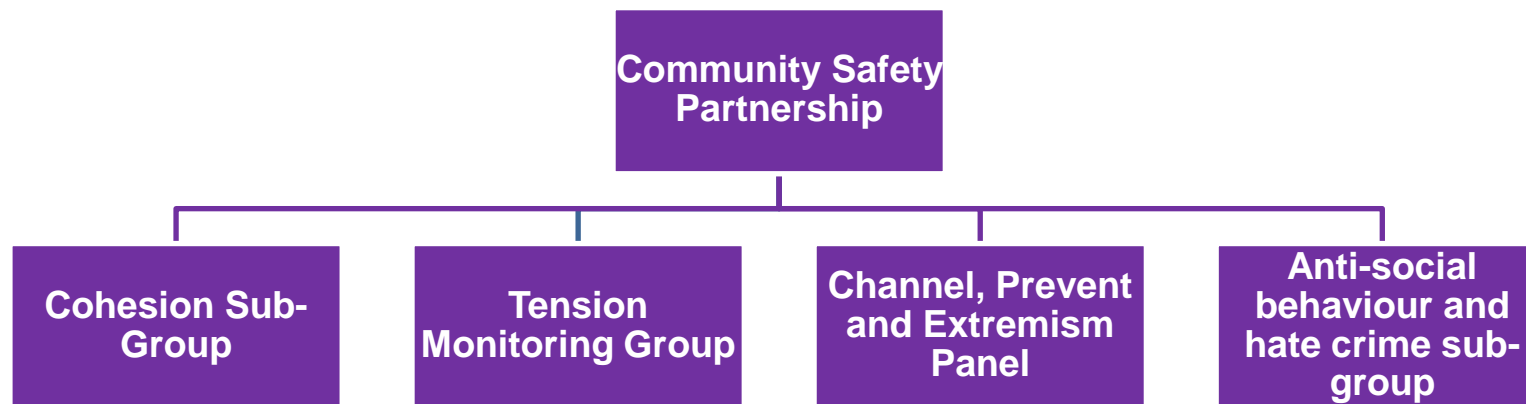 Community Safety
Partnership
Cohesion Sub-
Group
Tension
Monitoring Group
Channel, Prevent
and Extremism
Panel
Anti-social
behaviour and
hate crime sub-
group